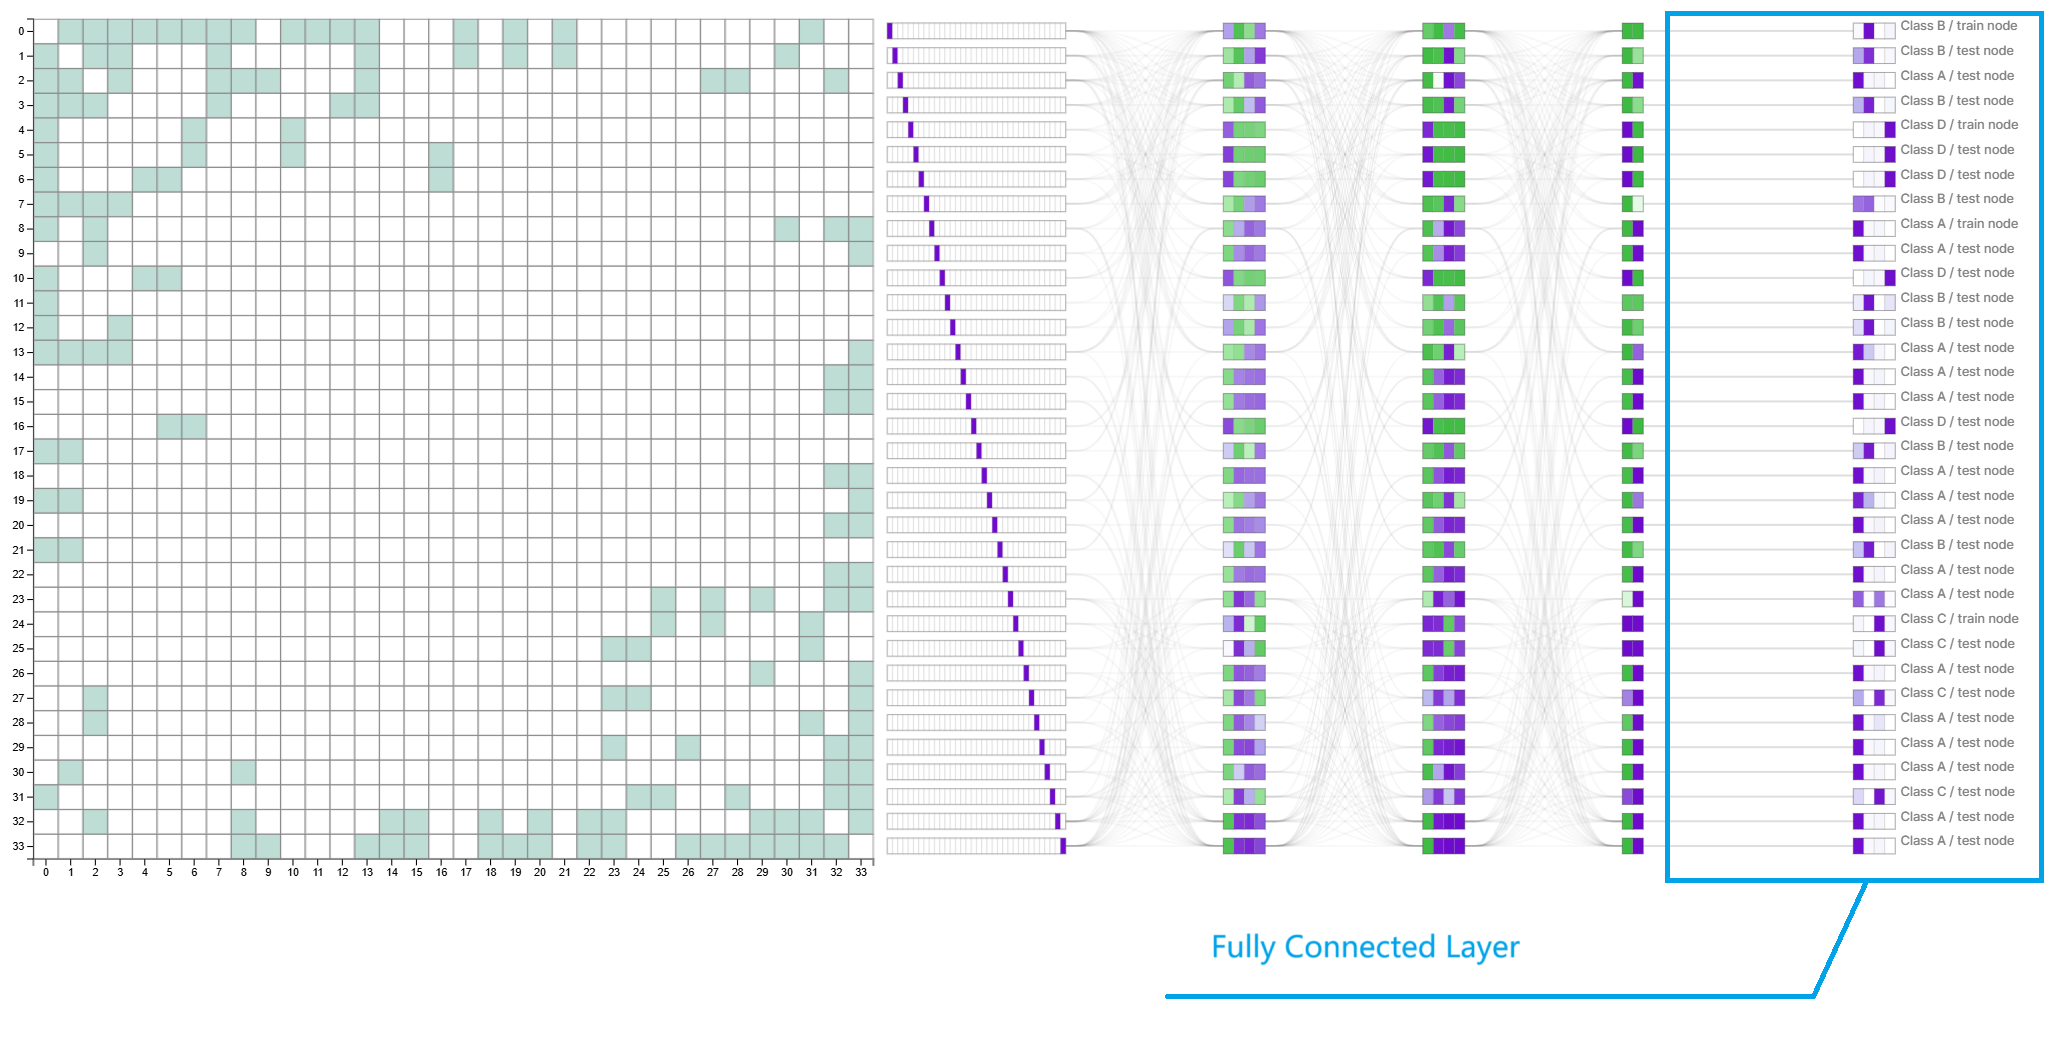 0 Class B / train node
1 Class B / test node
2 Class A / test node
3 Class B / test node
4 Class D / train node
5 Class D / test node
6 Class D / test node
7 Class B / test node
8 Class A / train node
9 Class A / test node
10 Class D / test node
11 Class B / test node
12 Class B / test node
13 Class A / test node
14 Class A / test node
15 Class A / test node
16 Class D / test node
17 Class B / test node
18 Class A / test node
19 Class A / test node
20 Class A / test node
21 Class B / test node
22 Class A / test node
23 Class A / test node
24 Class C / train node
25 Class C / test node
26 Class A / test node
27 Class C / test node
28 Class A / test node
29 Class A / test node
30 Class A / test node
31 Class C / test node
32 Class A / test node
33 Class A / test node
0 1 2 3 4 5 6 7 8 9 10 11 12 13 14 15 16 17 18 19 20 21 22 23 24 25 26 27 28 29 30 31 32 33
Fully Connected Layer